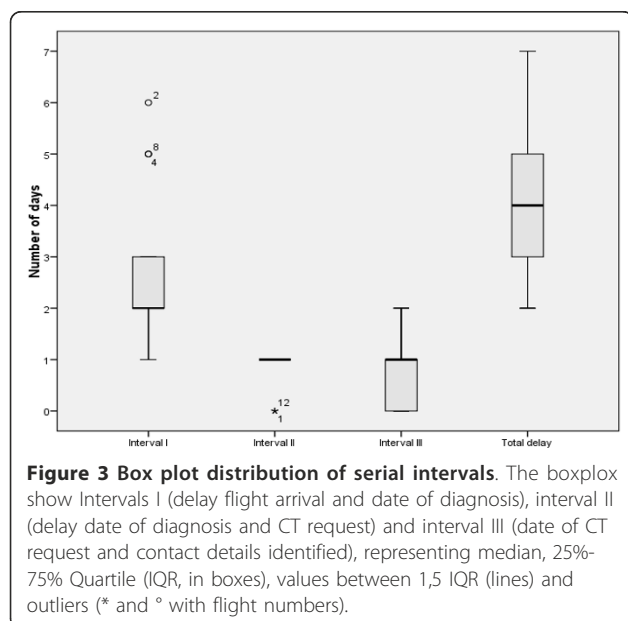 7
6
5
4
3
2
1
0
Number of days
2
8
4
12
1
Interval I Interval II Interval III Total delay
Figure 3 Box plot distribution of serial intervals. The boxplox
show Intervals I (delay flight arrival and date of diagnosis), interval II
(delay date of diagnosis and CT request) and interval III (date of CT
request and contact details identified), representing median, 25%-
75% Quartile (IQR, in boxes), values between 1,5 IQR (lines) and
outliers (* and ° with flight numbers).